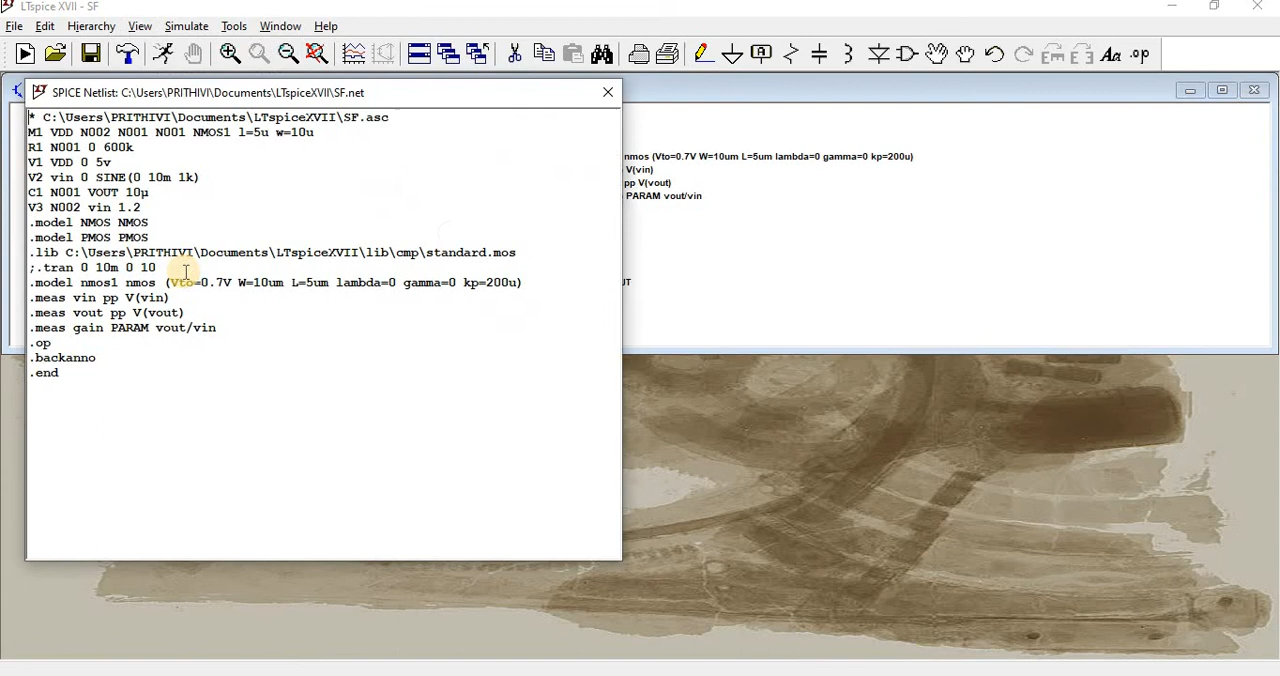 LTspice XVII - SF
File Edit Hierarchy View Simulate Tools Window Help
Aa .op
SPICE Netlist: C:\Users\PRITHIVI\Documents\LTspiceXVII\SF.net
* C:\Users\PRITHIVI\Documents\LTspiceXVII\SF.asc
M1 VDD N002 N001 N001 NMOS1 l=5u w=10u
R1 N001 0 600k
V1 VDD 0 5v
V2 vin 0 SINE(0 10m 1k)
C1 N001 VOUT 10µ
V3 N002 vin 1.2
.model NMOS NMOS
.model PMOS PMOS
.lib C:\Users\PRITHIVI\Documents\LTspiceXVII\lib\cmp\standard.mos
;.tran 0 10m 0 10
.model nmos1 nmos (Vto=0.7V W=10um L=5um lambda=0 gamma=0 kp=200u)
.meas vin pp V(vin)
.meas vout pp V(vout)
.meas gain PARAM vout/vin
.op
.backanno
.end
nmos (Vto=0.7V W=10um L=5um lambda=0 gamma=0 kp=200u)
V(vin)
pp V(vout)
PARAM vout/vin
UT